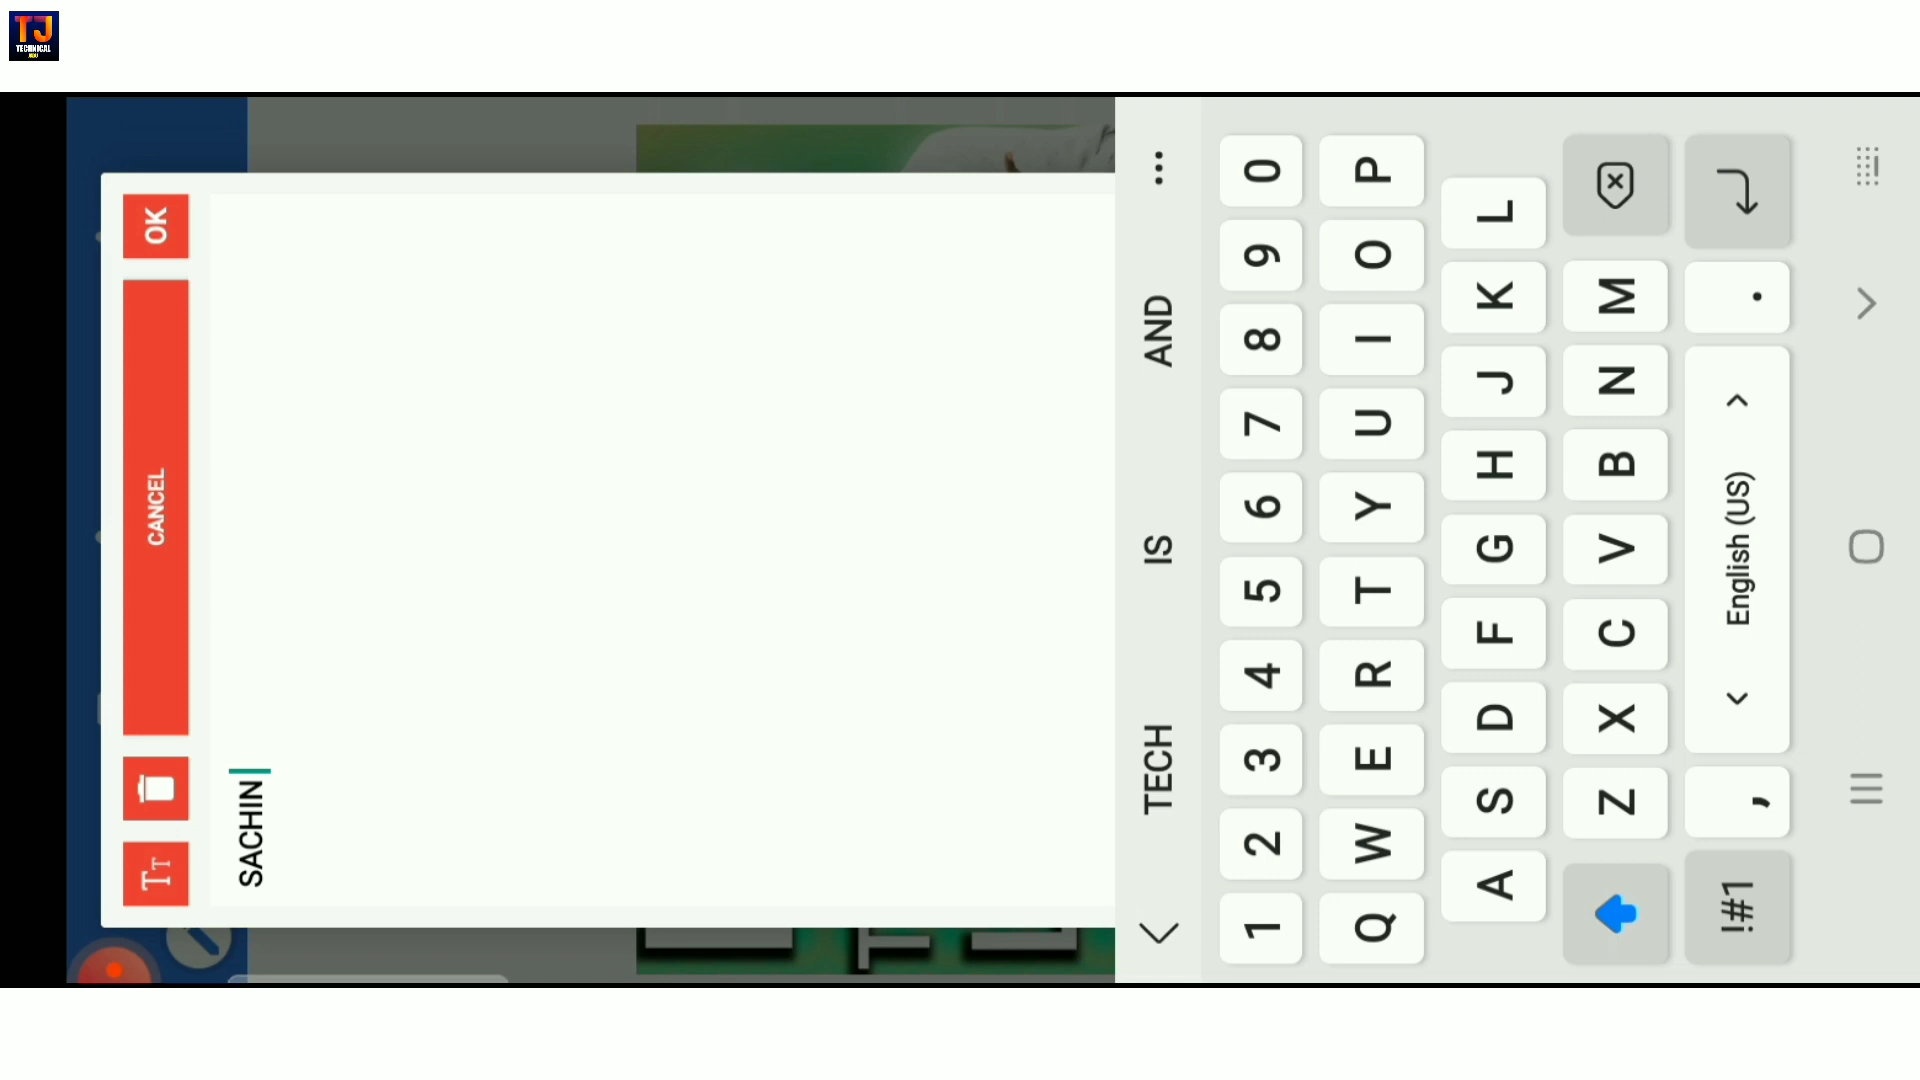 TJ
TECHNICAL
TT
CANCEL
OK
SACHIN
TECH IS AND ...
1 2 3 4 5 6 7 8 9 0
Q W E R T Y U I O P
A S D F G H J K L
Z X C V B N M
!#1 , < English (US) > .